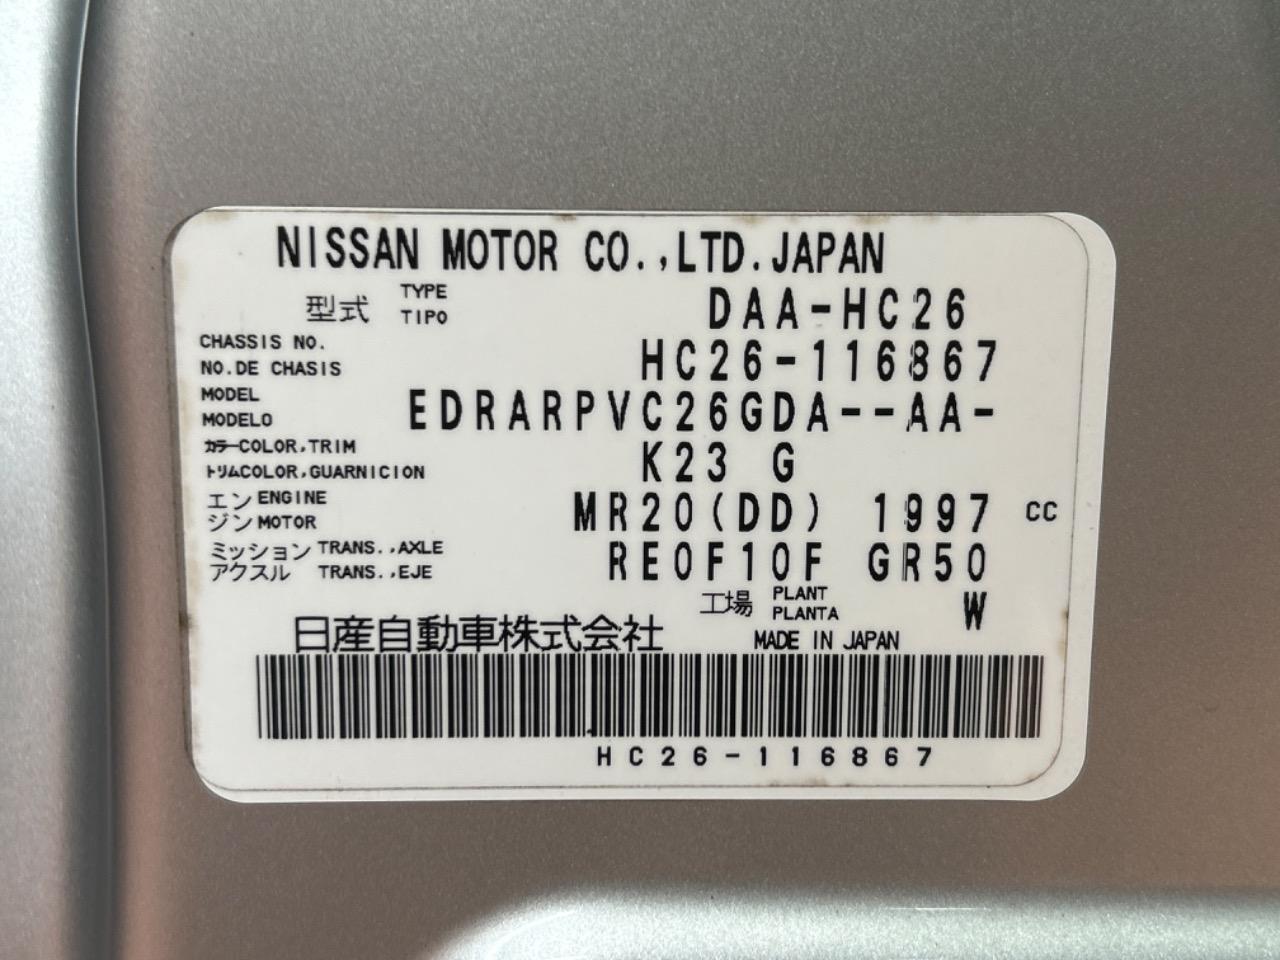 NISSAN MOTOR CO.,LTD.JAPAN
型式 TYPE TIPO DAA-HC26
CHASSIS NO.
NO.DE CHASIS HC26-116867
MODEL
MODELO EDRARPVC26GDA--AA-
カラーCOLOR,TRIM
トリムCOLOR,GUARNICION K23 G
エンジン ENGINE MOTOR MR20(DD) 1997 CC
ミッション TRANS.,AXLE
アクスル TRANS.,EJE RE0F10F GR50
工場 PLANT PLANTA W
日産自動車株式会社 MADE IN JAPAN
HC26-116867